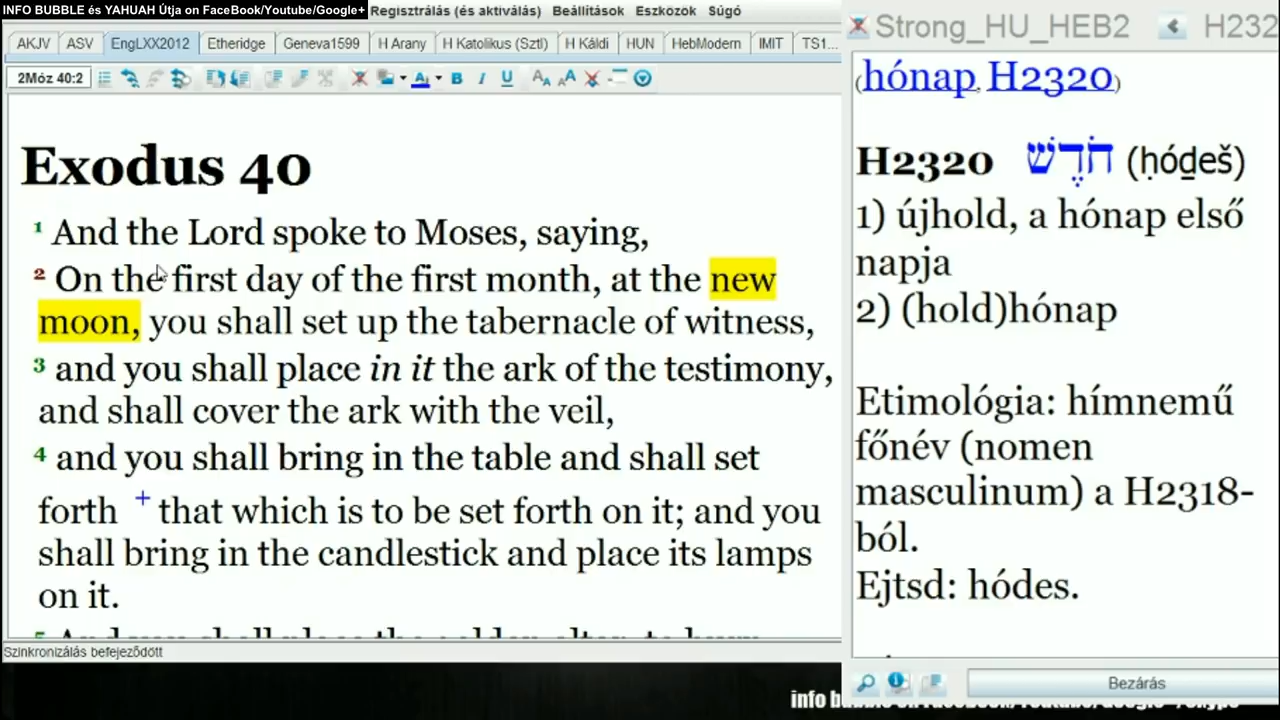 INFO BUBBLE és YAHUAH Útja on FaceBook/Youtube/Google+ Regisztrálás (és aktiválás) Beállítások Eszközök Súgó
AKJV ASV EngLXX2012 Etheridge Geneva1599 H Arany H Katolikus (Sztl) H Káldi HUN HebModern IMIT TS1...
2Móz 40:2
Exodus 40
1 And the Lord spoke to Moses, saying,
2 On the first day of the first month, at the new
moon, you shall set up the tabernacle of witness,
3 and you shall place in it the ark of the testimony,
and shall cover the ark with the veil,
4 and you shall bring in the table and shall set
forth + that which is to be set forth on it; and you
shall bring in the candlestick and place its lamps
on it.
Szinkronizálás befejeződött
Strong_HU_HEB2 H232
(hónap, H2320)
H2320 חֹדֶשׁ (ḥóḏeš)
1) újhold, a hónap első
napja
2) (hold)hónap
Etimológia: hímnemű
főnév (nomen
masculinum) a H2318-
ból.
Ejtsd: hódes.
Bezárás